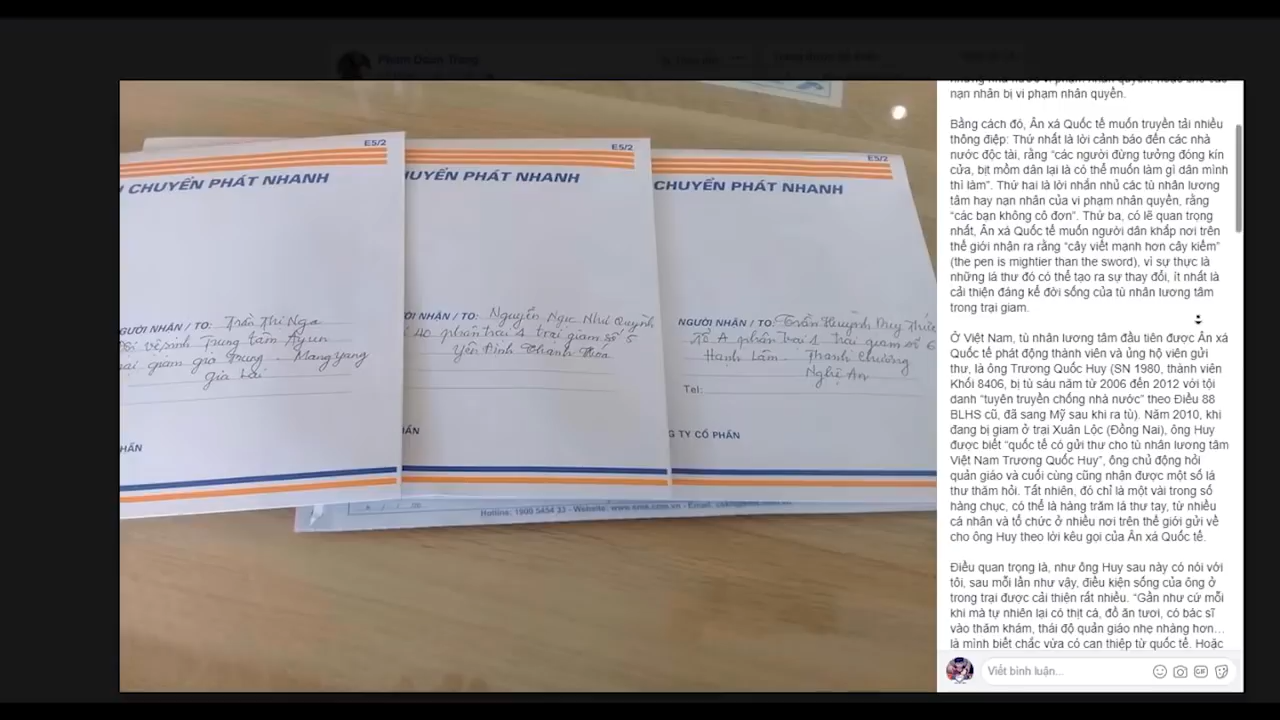 E5/2
CHUYỂN PHÁT NHANH
NGƯỜI NHẬN / TO: Trần Thị Nga
Đội vệ sinh Trung tâm Ayun
trại giam gia Trung - Mang yang
Gia Lai
E5/2
CHUYỂN PHÁT NHANH
NGƯỜI NHẬN / TO: Nguyễn Ngọc Như Quỳnh
40 phân trại 4 trại giam số 5
Yên Định Thanh Hóa
E5/2
CHUYỂN PHÁT NHANH
NGƯỜI NHẬN / TO: Trần Huỳnh Duy Thức
Tổ A phân trại 1 trại giam số 6
Hạnh Lâm - Thanh Chương
Nghệ An
Tel:
G TY CỔ PHẦN
Hotline: 1900 5454 33 - Website: www.ems.com.vn - Email:
nạn nhân bị vi phạm nhân quyền.
Bằng cách đó, Ân xá Quốc tế muốn truyền tải nhiều
thông điệp: Thứ nhất là lời cảnh báo đến các nhà
nước độc tài, rằng “các người đừng tưởng đóng kín
cửa, bịt mồm dân lại là có thể muốn làm gì dân mình
thì làm”. Thứ hai là lời nhắn nhủ các tù nhân lương
tâm hay nạn nhân của vi phạm nhân quyền, rằng
“các bạn không cô đơn”. Thứ ba, có lẽ quan trọng
nhất, Ân xá Quốc tế muốn người dân khắp nơi trên
thế giới nhận ra rằng “cây viết mạnh hơn cây kiếm”
(the pen is mightier than the sword), vì sự thực là
những lá thư đó có thể tạo ra sự thay đổi, ít nhất là
cải thiện đáng kể đời sống của tù nhân lương tâm
trong trại giam.
Ở Việt Nam, tù nhân lương tâm đầu tiên được Ân xá
Quốc tế phát động thành viên và ủng hộ viên gửi
thư, là ông Trương Quốc Huy (SN 1980, thành viên
Khối 8406, bị tù sáu năm từ 2006 đến 2012 với tội
danh “tuyên truyền chống nhà nước” theo Điều 88
BLHS cũ, đã sang Mỹ sau khi ra tù). Năm 2010, khi
đang bị giam ở trại Xuân Lộc (Đồng Nai), ông Huy
được biết “quốc tế có gửi thư cho tù nhân lương tâm
Việt Nam Trương Quốc Huy”, ông chủ động hỏi
quản giáo và cuối cùng cũng nhận được một số lá
thư thăm hỏi. Tất nhiên, đó chỉ là một vài trong số
hàng chục, có thể là hàng trăm lá thư tay, từ nhiều
cá nhân và tổ chức ở nhiều nơi trên thế giới gửi về
cho ông Huy theo lời kêu gọi của Ân xá Quốc tế.
Điều quan trọng là, như ông Huy sau này có nói với
tôi, sau mỗi lần như vậy, điều kiện sống của ông ở
trong trại được cải thiện rất nhiều. “Gần như cứ mỗi
khi mà tự nhiên lại có thịt cá, đồ ăn tươi, có bác sĩ
vào thăm khám, thái độ quản giáo nhẹ nhàng hơn…
là mình biết chắc vừa có can thiệp từ quốc tế. Hoặc
Viết bình luận...